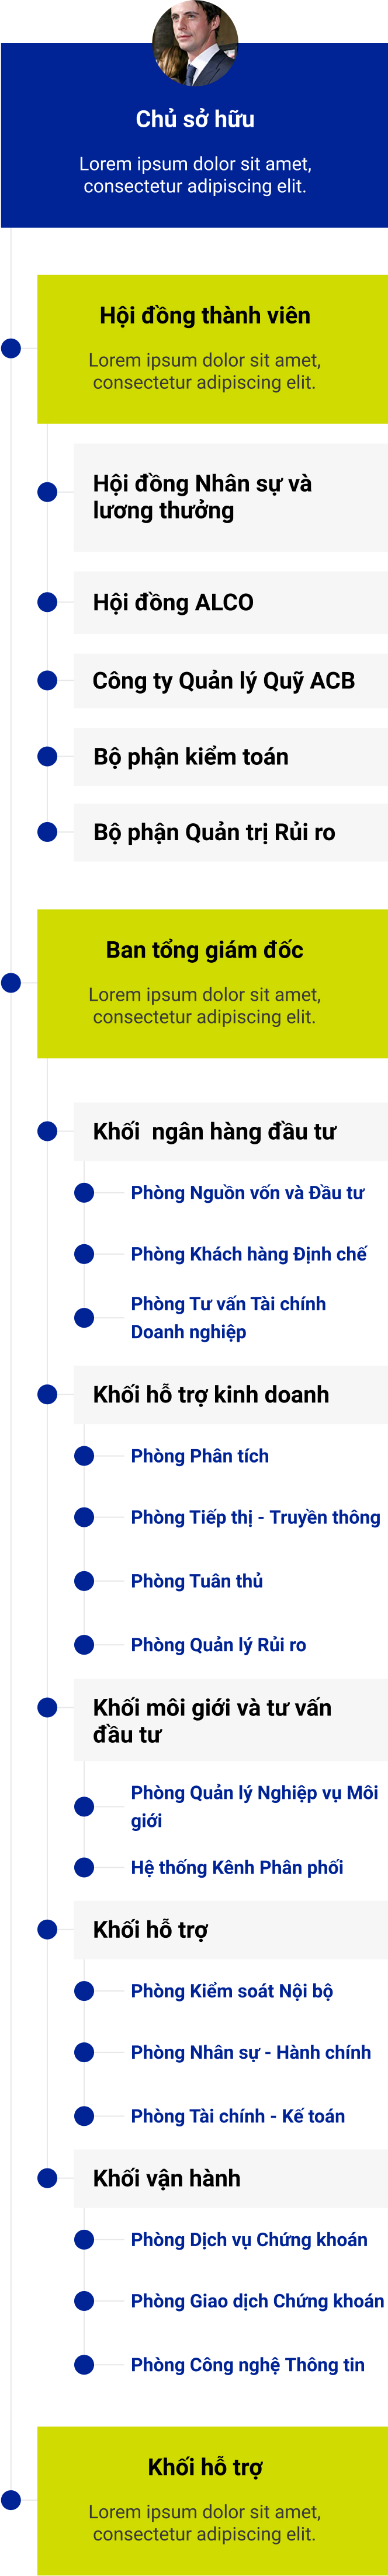 Chủ sở hữu
Lorem ipsum dolor sit amet,
consectetur adipiscing elit.
Hội đồng thành viên
Lorem ipsum dolor sit amet,
consectetur adipiscing elit.
Hội đồng Nhân sự và
lương thưởng
Hội đồng ALCO
Công ty Quản lý Quỹ ACB
Bộ phận kiểm toán
Bộ phận Quản trị Rủi ro
Ban tổng giám đốc
Lorem ipsum dolor sit amet,
consectetur adipiscing elit.
Khối  ngân hàng đầu tư
Phòng Nguồn vốn và Đầu tư
Phòng Khách hàng Định chế
Phòng Tư vấn Tài chính
Doanh nghiệp
Khối hỗ trợ kinh doanh
Phòng Phân tích
Phòng Tiếp thị - Truyền thông
Phòng Tuân thủ
Phòng Quản lý Rủi ro
Khối môi giới và tư vấn
đầu tư
Phòng Quản lý Nghiệp vụ Môi
giới
Hệ thống Kênh Phân phối
Khối hỗ trợ
Phòng Kiểm soát Nội bộ
Phòng Nhân sự - Hành chính
Phòng Tài chính - Kế toán
Khối vận hành
Phòng Dịch vụ Chứng khoán
Phòng Giao dịch Chứng khoán
Phòng Công nghệ Thông tin
Khối hỗ trợ
Lorem ipsum dolor sit amet,
consectetur adipiscing elit.